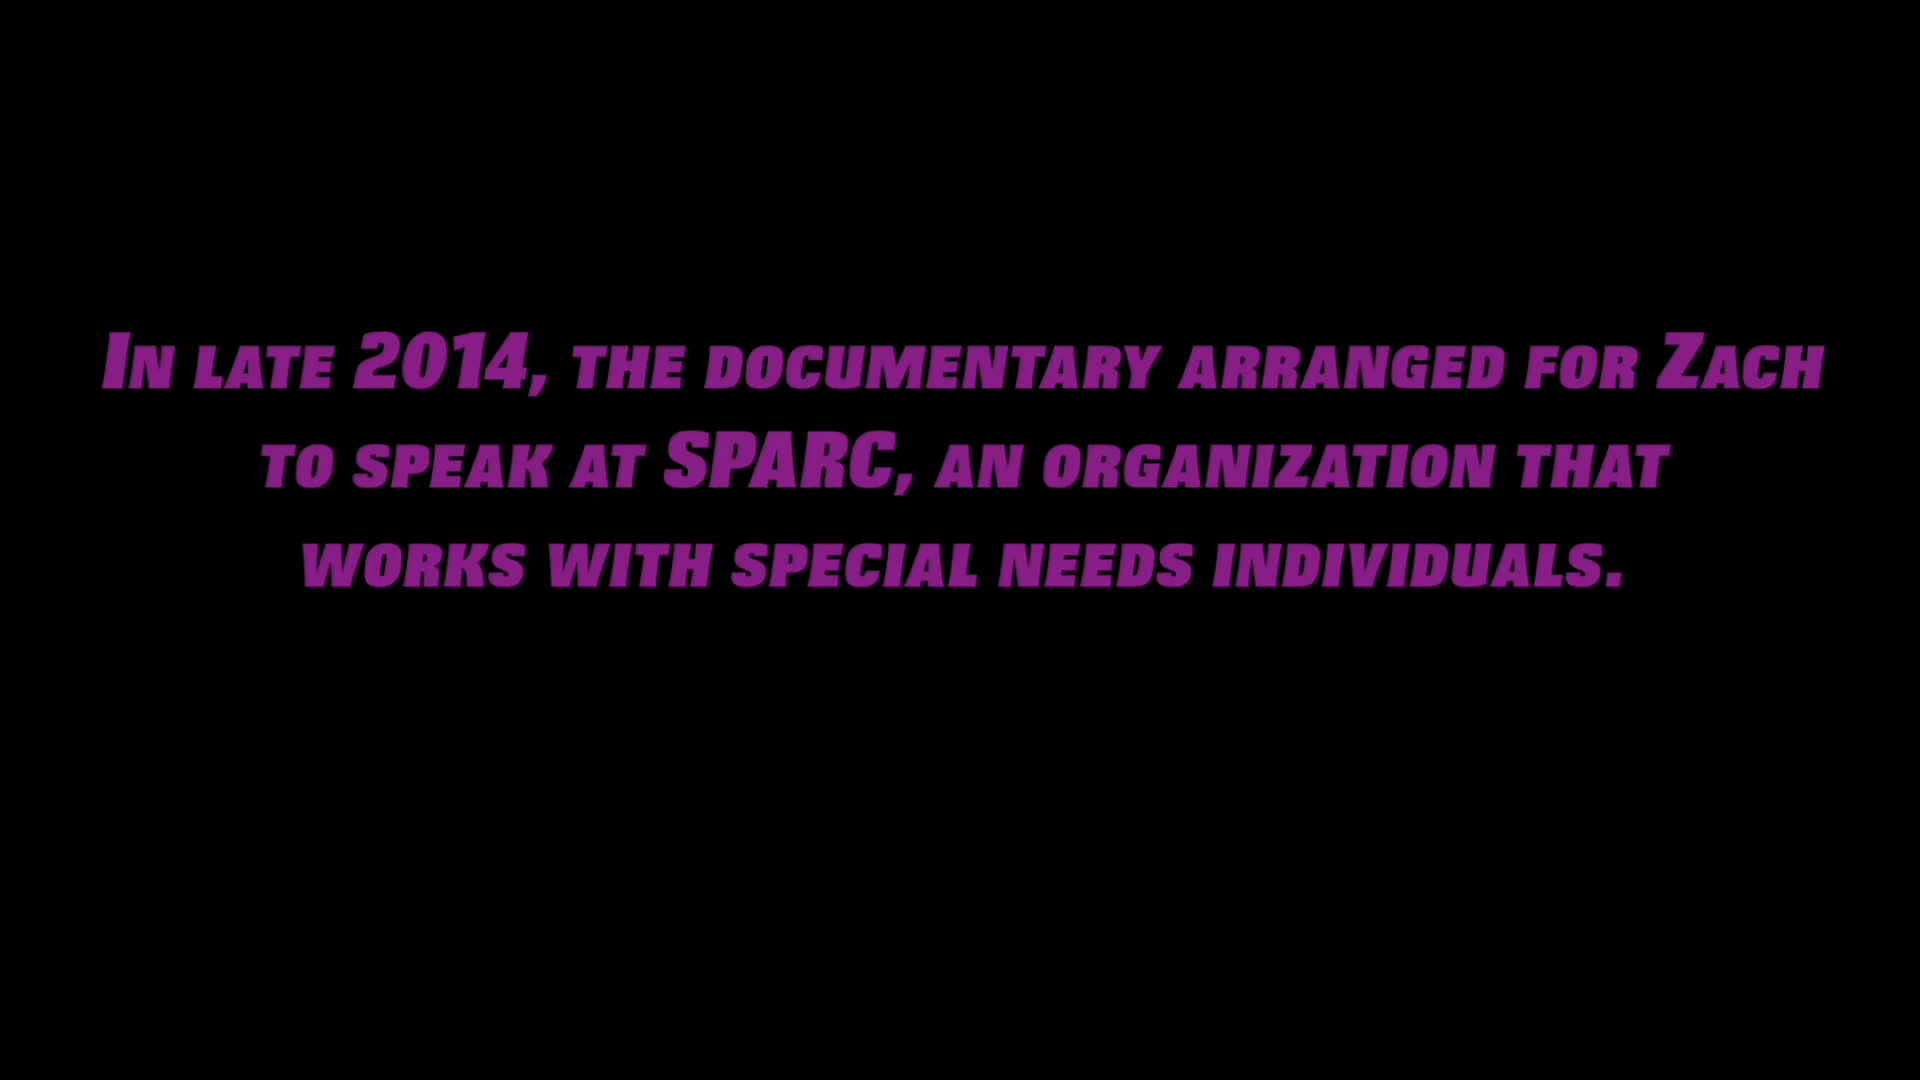 In late 2014, the documentary arranged for Zach
to speak at SPARC, an organization that
works with special needs individuals.